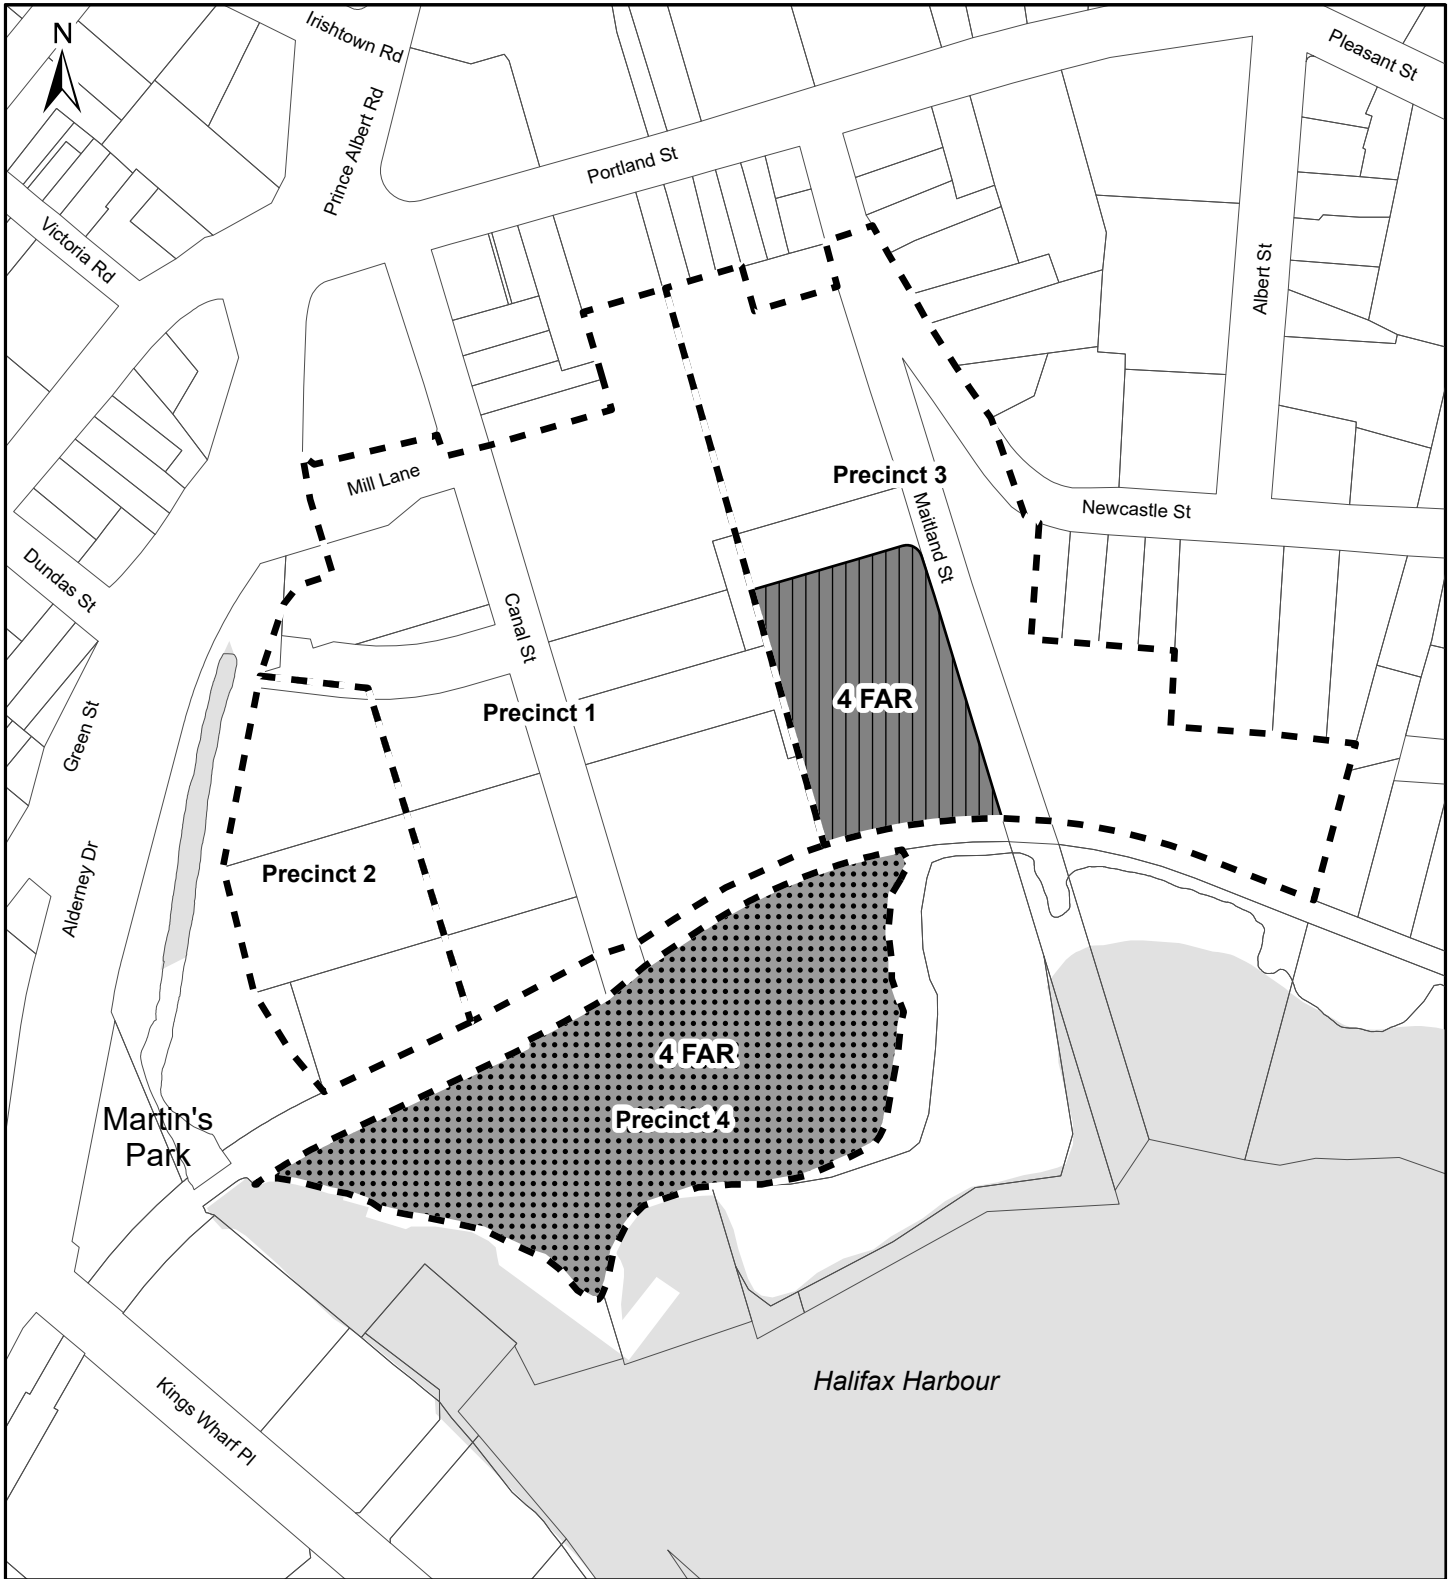 N
Irishtown Rd
Pleasant St
Prince Albert Rd
Portland St
Victoria Rd
Albert St
Precinct 3
Mill Lane
Maitland St
Newcastle St
Dundas St
Canal St
4 FAR
Precinct 1
Green St
Precinct 2
Alderney Dr
4 FAR
Precinct 4
Martin's
Park
Halifax Harbour
Kings Wharf Pl